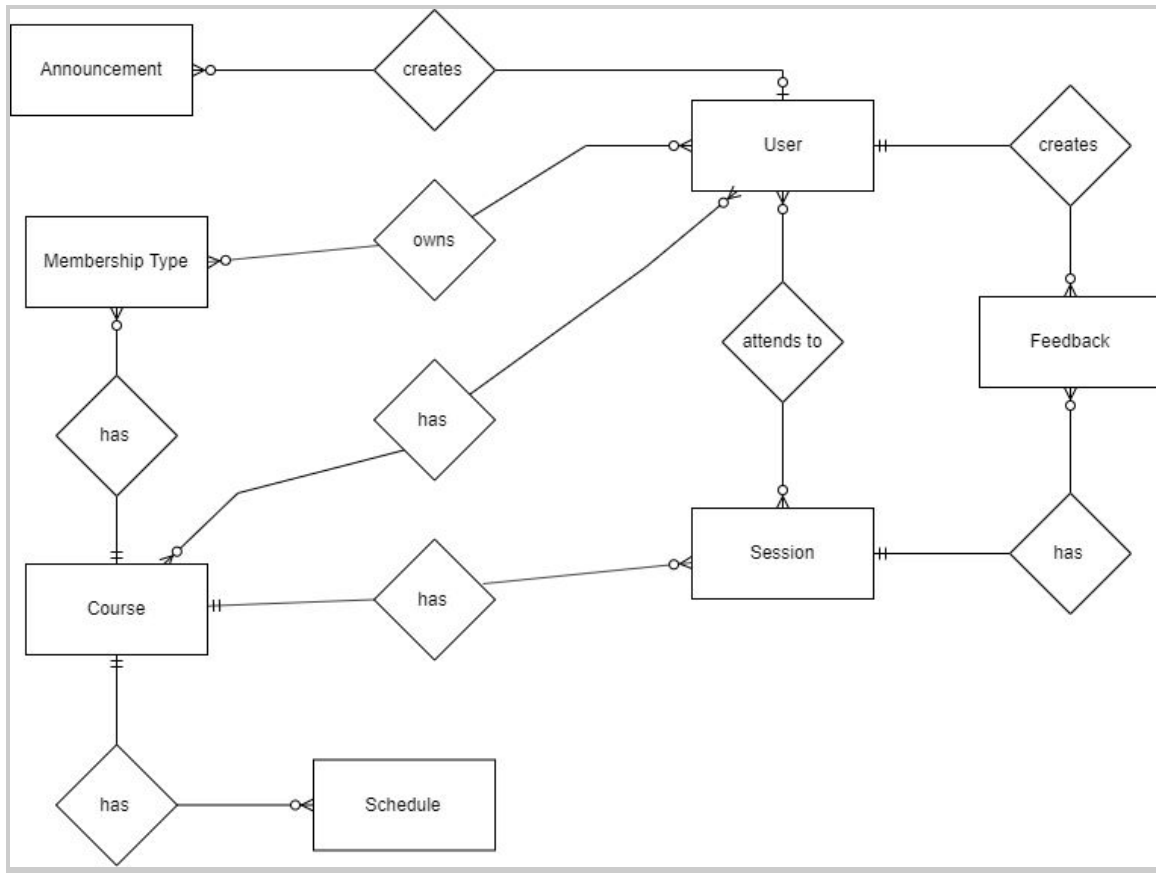 Announcement
creates
User
creates
owns
Membership Type
Feedback
attends to
has
has
Session
has
Course
has
has
Schedule